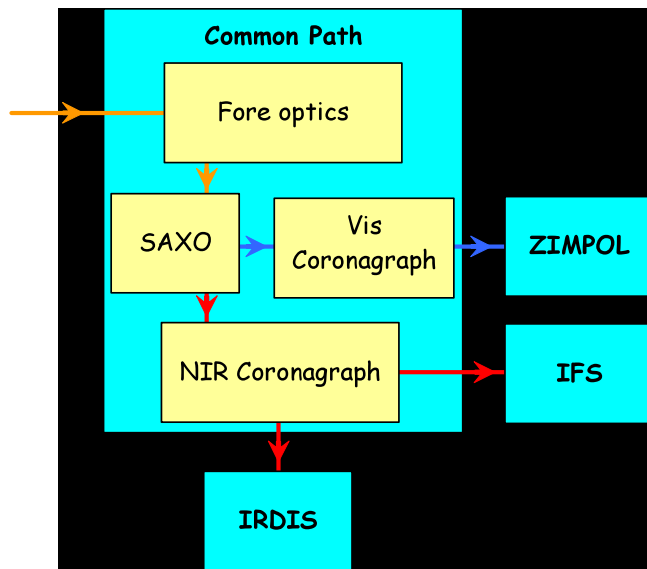 Common Path
Fore optics
SAXO
Vis
Coronagraph
ZIMPOL
NIR Coronagraph
IFS
IRDIS